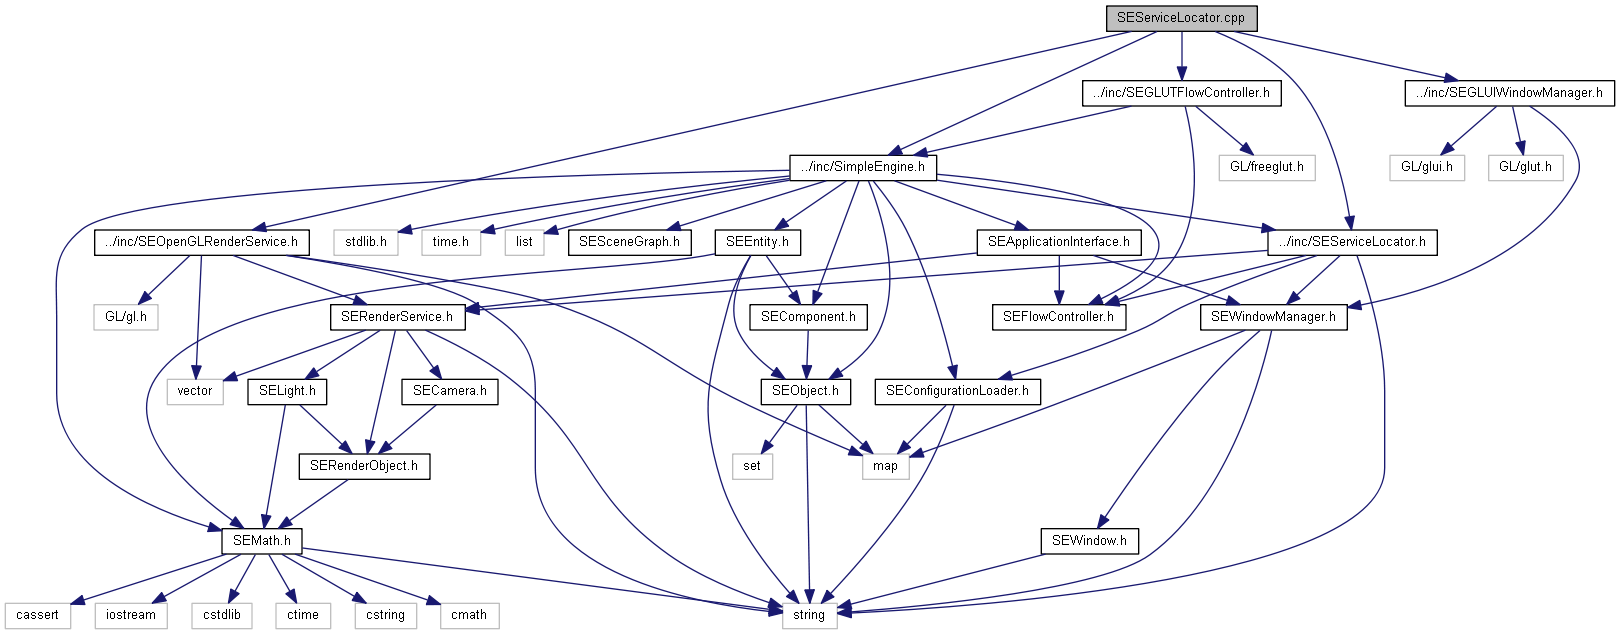 SEServiceLocator.cpp
../inc/SEGLUTFlowController.h
../inc/SEGLUIWindowManager.h
../inc/SimpleEngine.h
GL/freeglut.h
GL/glui.h
GL/glut.h
../inc/SEOpenGLRenderService.h
stdlib.h
time.h
list
SESceneGraph.h
SEEntity.h
SEApplicationInterface.h
../inc/SEServiceLocator.h
GL/gl.h
SERenderService.h
SEComponent.h
SEFlowController.h
SEWindowManager.h
vector
SELight.h
SECamera.h
SEObject.h
SEConfigurationLoader.h
SERenderObject.h
set
map
SEMath.h
SEWindow.h
cassert
iostream
cstdlib
ctime
cstring
cmath
string